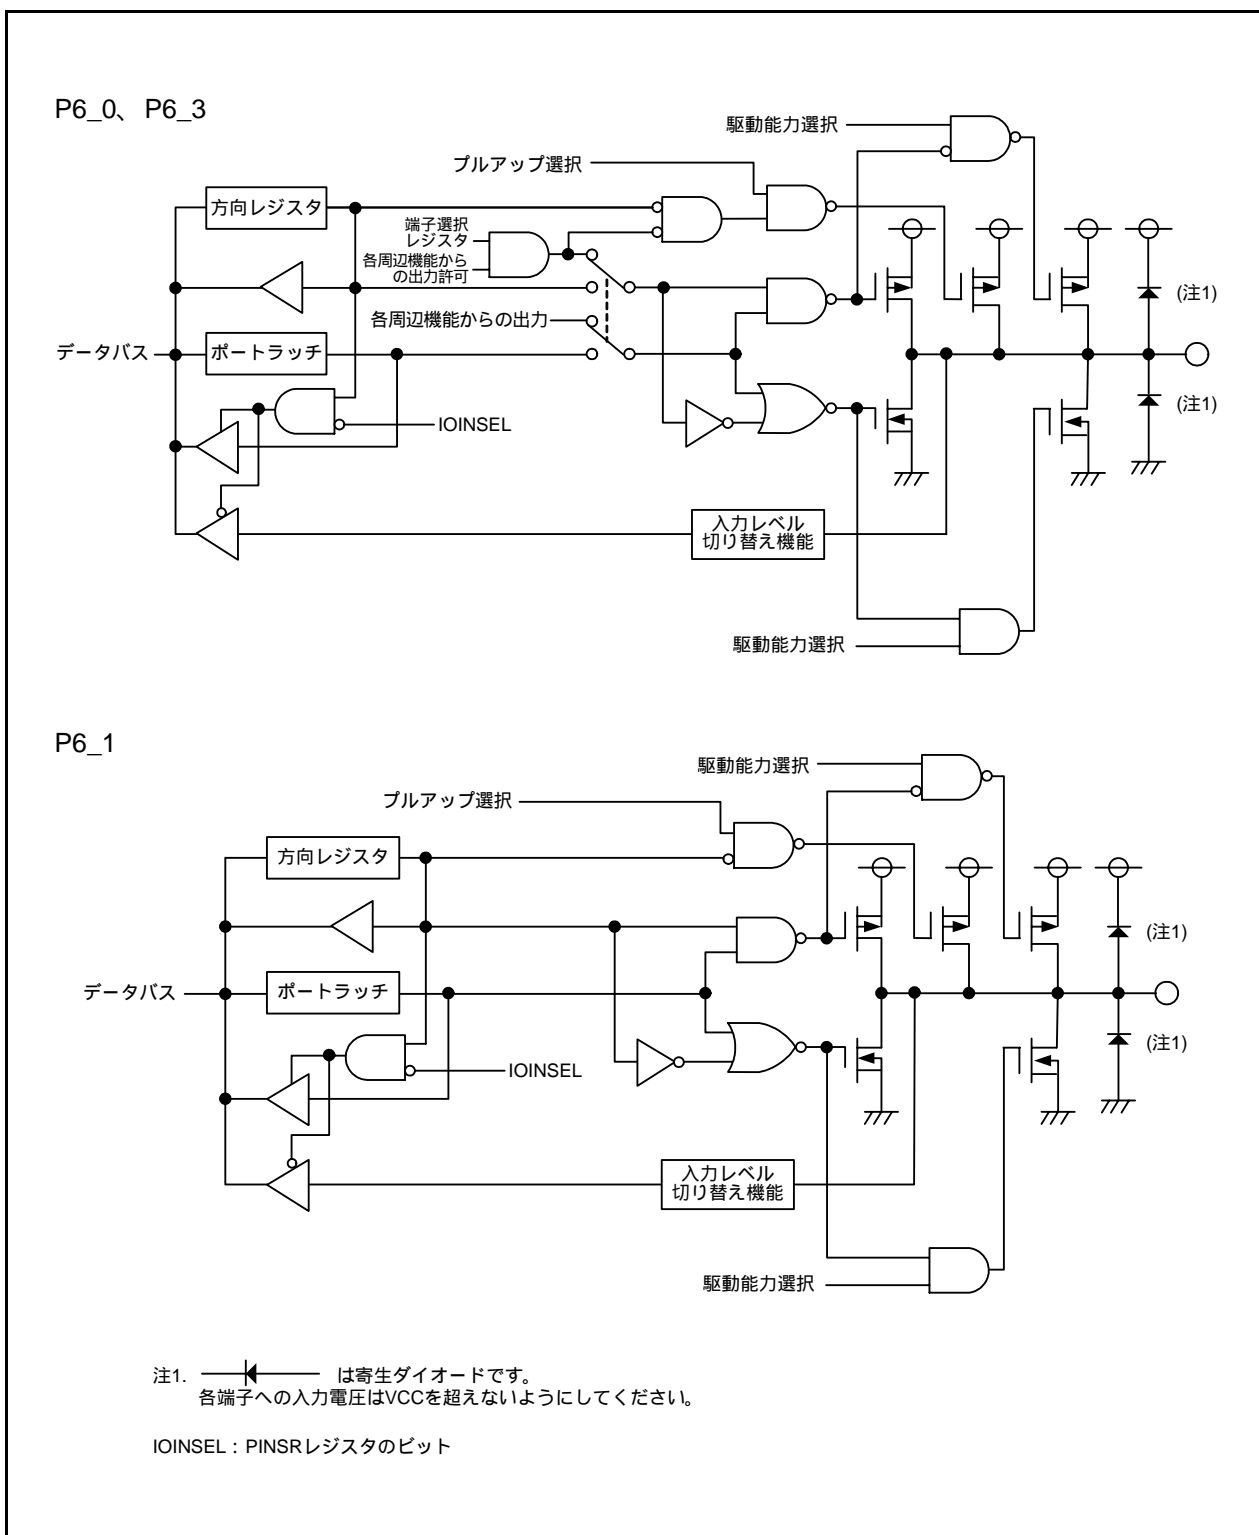 P6_0、P6_3
駆動能力選択
プルアップ選択
方向レジスタ
端子選択
レジスタ
各周辺機能から
の出力許可
(注1)
各周辺機能からの出力
データバス
ポートラッチ
(注1)
IOINSEL
入力レベル
切り替え機能
駆動能力選択
P6_1
駆動能力選択
プルアップ選択
方向レジスタ
(注1)
データバス
ポートラッチ
(注1)
IOINSEL
入力レベル
切り替え機能
駆動能力選択
注1. は寄生ダイオードです。
各端子への入力電圧はVCCを超えないようにしてください。
IOINSEL：PINSRレジスタのビット